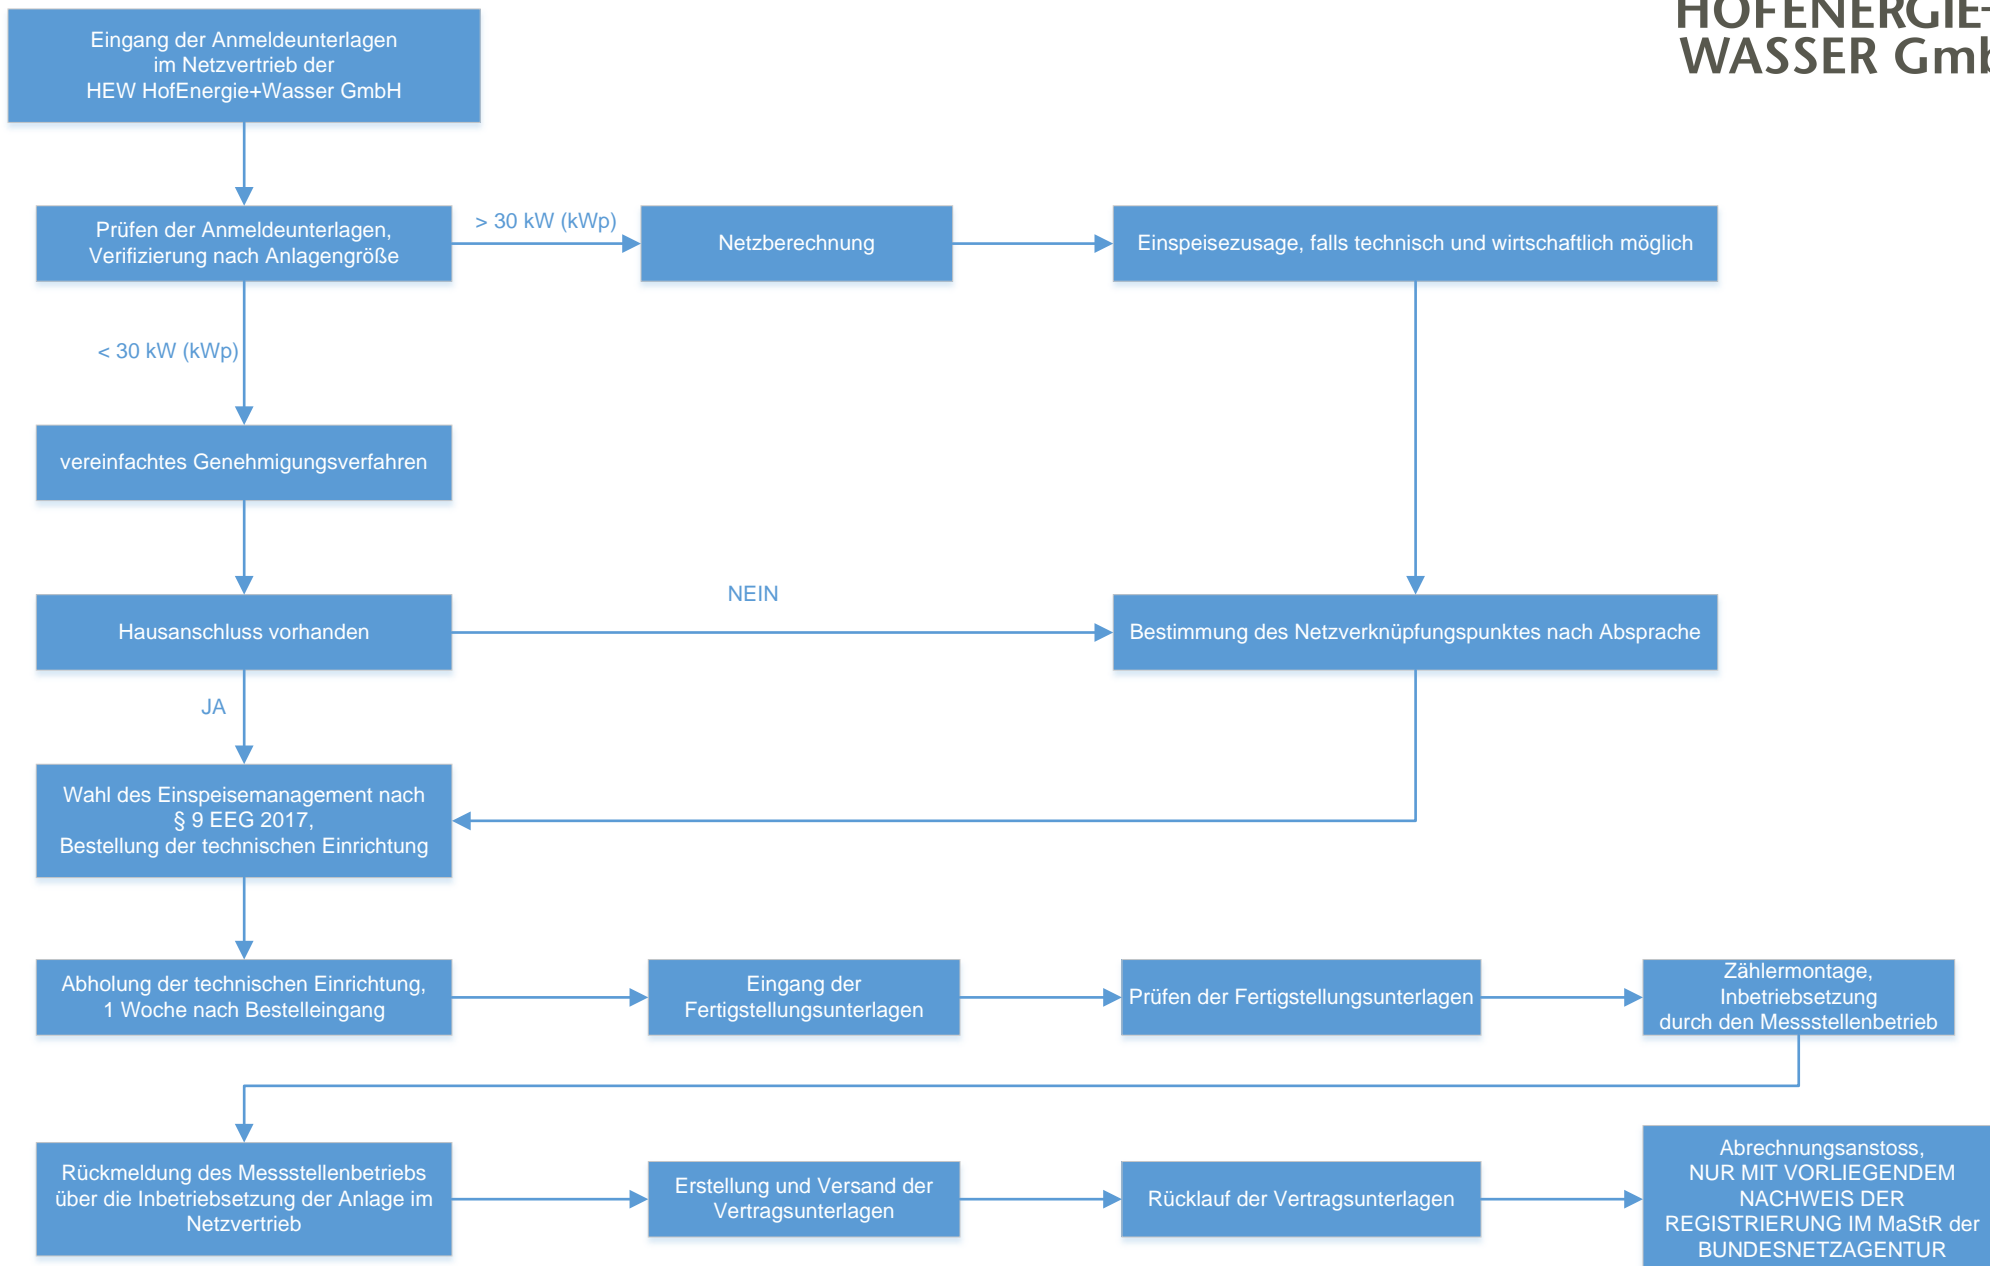 HOFENERGIE+
WASSER Gmb
Eingang der Anmeldeunterlagen
im Netzvertrieb der
HEW HofEnergie+Wasser GmbH
Prüfen der Anmeldeunterlagen,
Verifizierung nach Anlagengröße
> 30 kW (kWp)
Netzberechnung
Einspeisezusage, falls technisch und wirtschaftlich möglich
< 30 kW (kWp)
vereinfachtes Genehmigungsverfahren
Hausanschluss vorhanden
NEIN
Bestimmung des Netzverknüpfungspunktes nach Absprache
JA
Wahl des Einspeisemanagement nach
§ 9 EEG 2017,
Bestellung der technischen Einrichtung
Abholung der technischen Einrichtung,
1 Woche nach Bestelleingang
Eingang der
Fertigstellungsunterlagen
Prüfen der Fertigstellungsunterlagen
Zählermontage,
Inbetriebsetzung
durch den Messstellenbetrieb
Rückmeldung des Messstellenbetriebs
über die Inbetriebsetzung der Anlage im
Netzvertrieb
Erstellung und Versand der
Vertragsunterlagen
Rücklauf der Vertragsunterlagen
Abrechnungsanstoss,
NUR MIT VORLIEGENDEM
NACHWEIS DER
REGISTRIERUNG IM MaStR der
BUNDESNETZAGENTUR